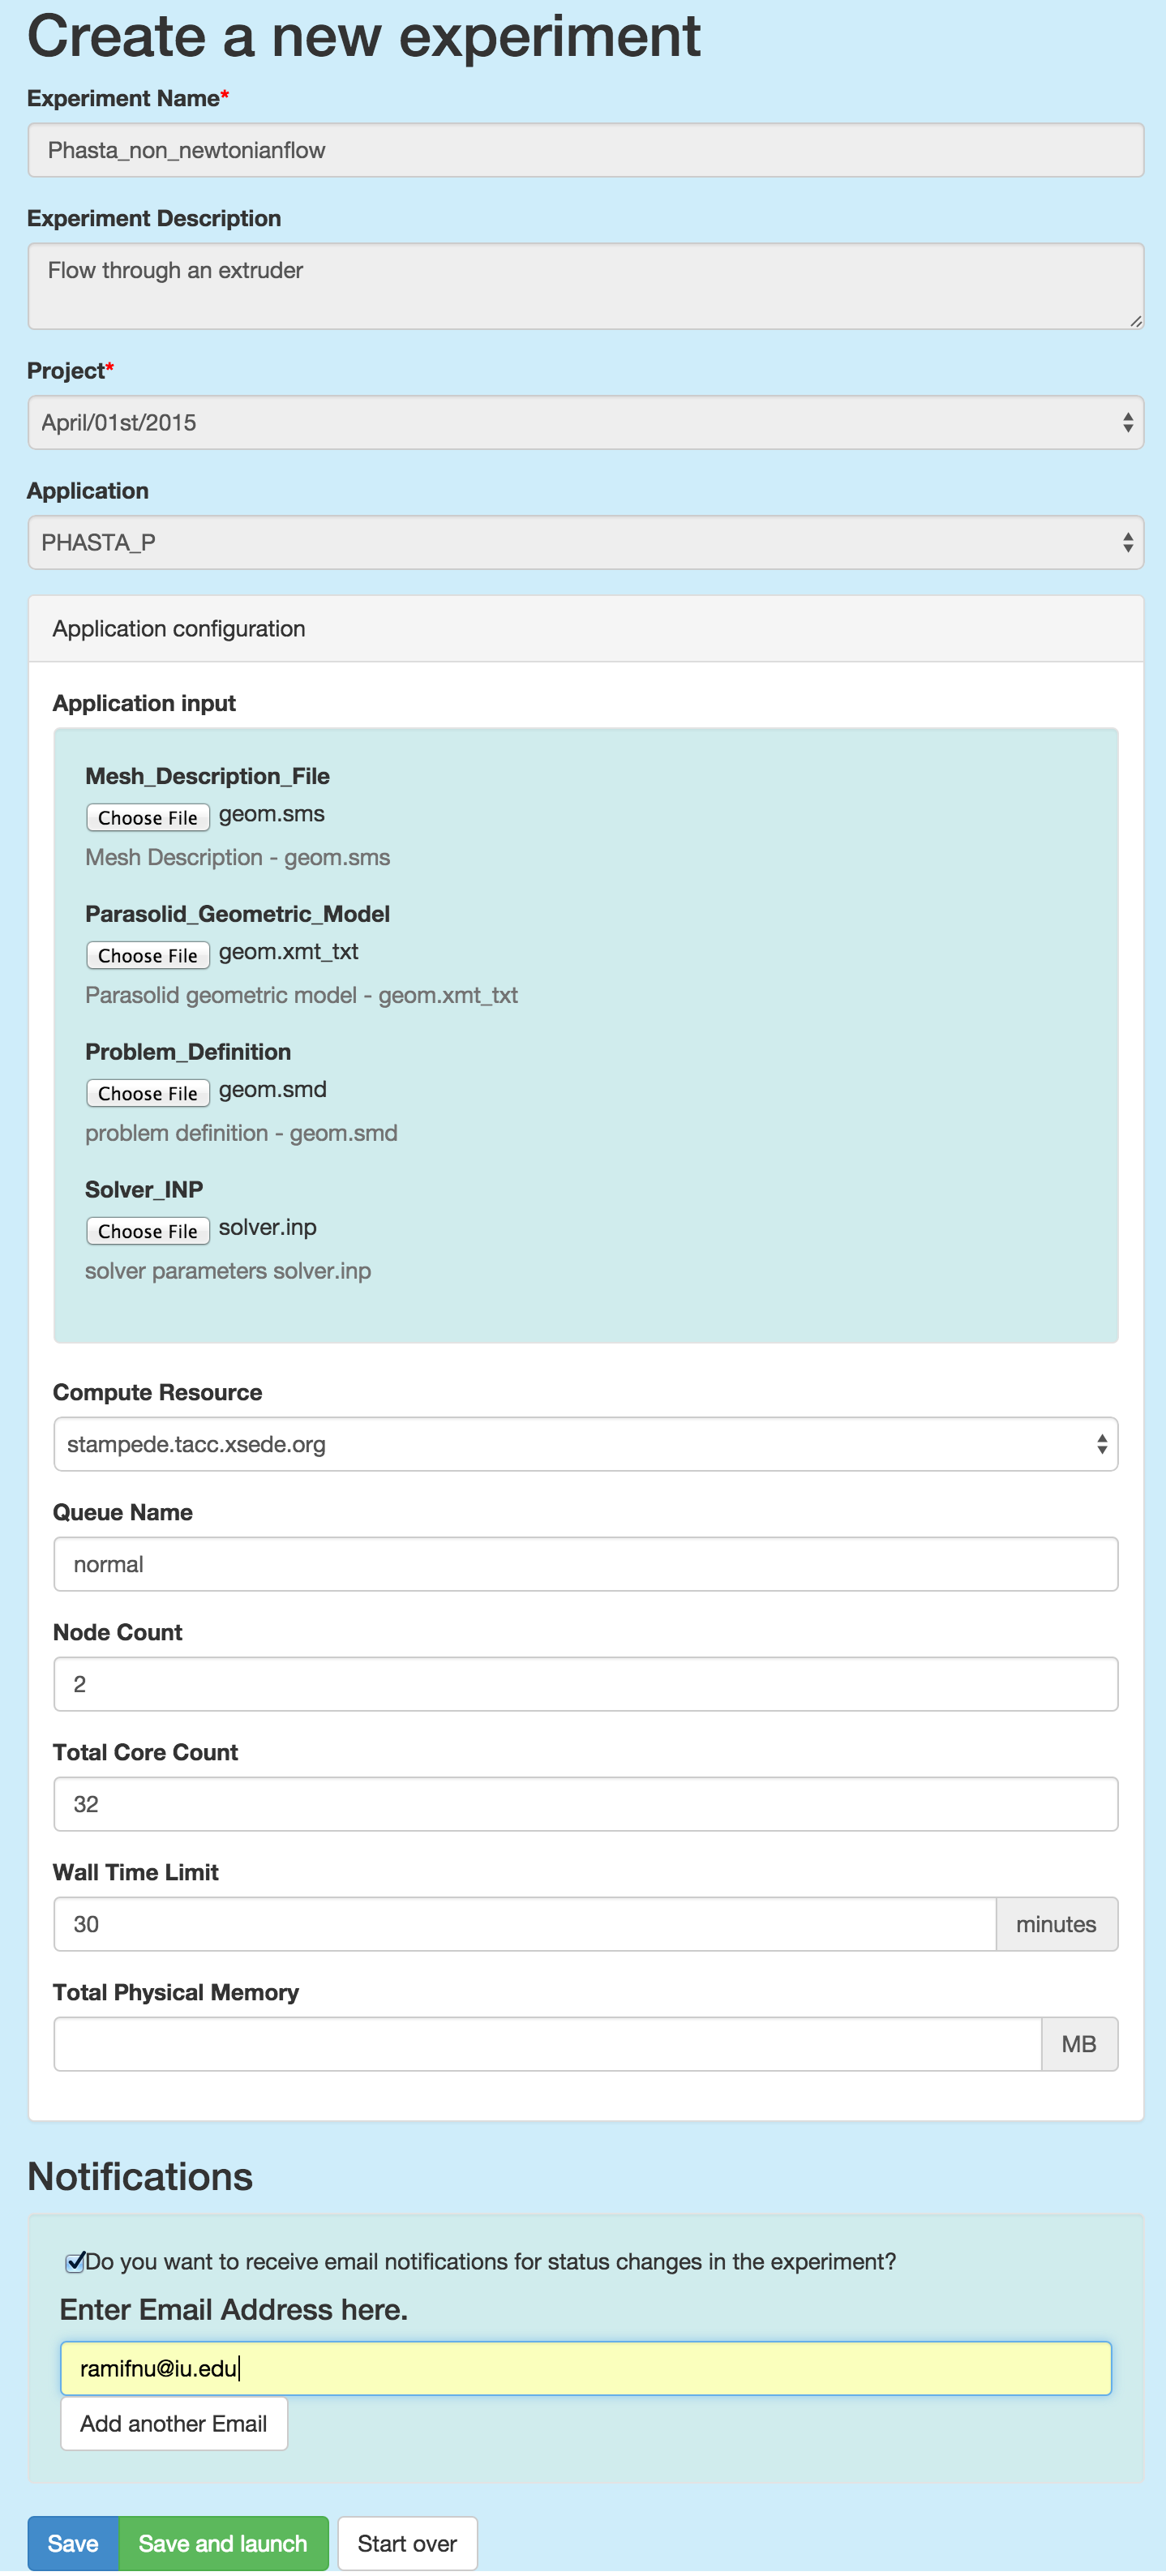 Create a new experiment
Experiment Name*
Phasta_non_newtonianflow
Experiment Description
Flow through an extruder
Project*
April/01st/2015
Application
PHASTA_P
Application configuration
Application input
Mesh_Description_File
Choose File geom.sms
Mesh Description - geom.sms
Parasolid_Geometric_Model
Choose File geom.xmt_txt
Parasolid geometric model - geom.xmt_txt
Problem_Definition
Choose File geom.smd
problem definition - geom.smd
Solver_INP
Choose File solver.inp
solver parameters solver.inp
Compute Resource
stampede.tacc.xsede.org
Queue Name
normal
Node Count
2
Total Core Count
32
Wall Time Limit
30 minutes
Total Physical Memory
MB
Notifications
Do you want to receive email notifications for status changes in the experiment?
Enter Email Address here.
ramifnu@iu.edu
Add another Email
Save Save and launch Start over